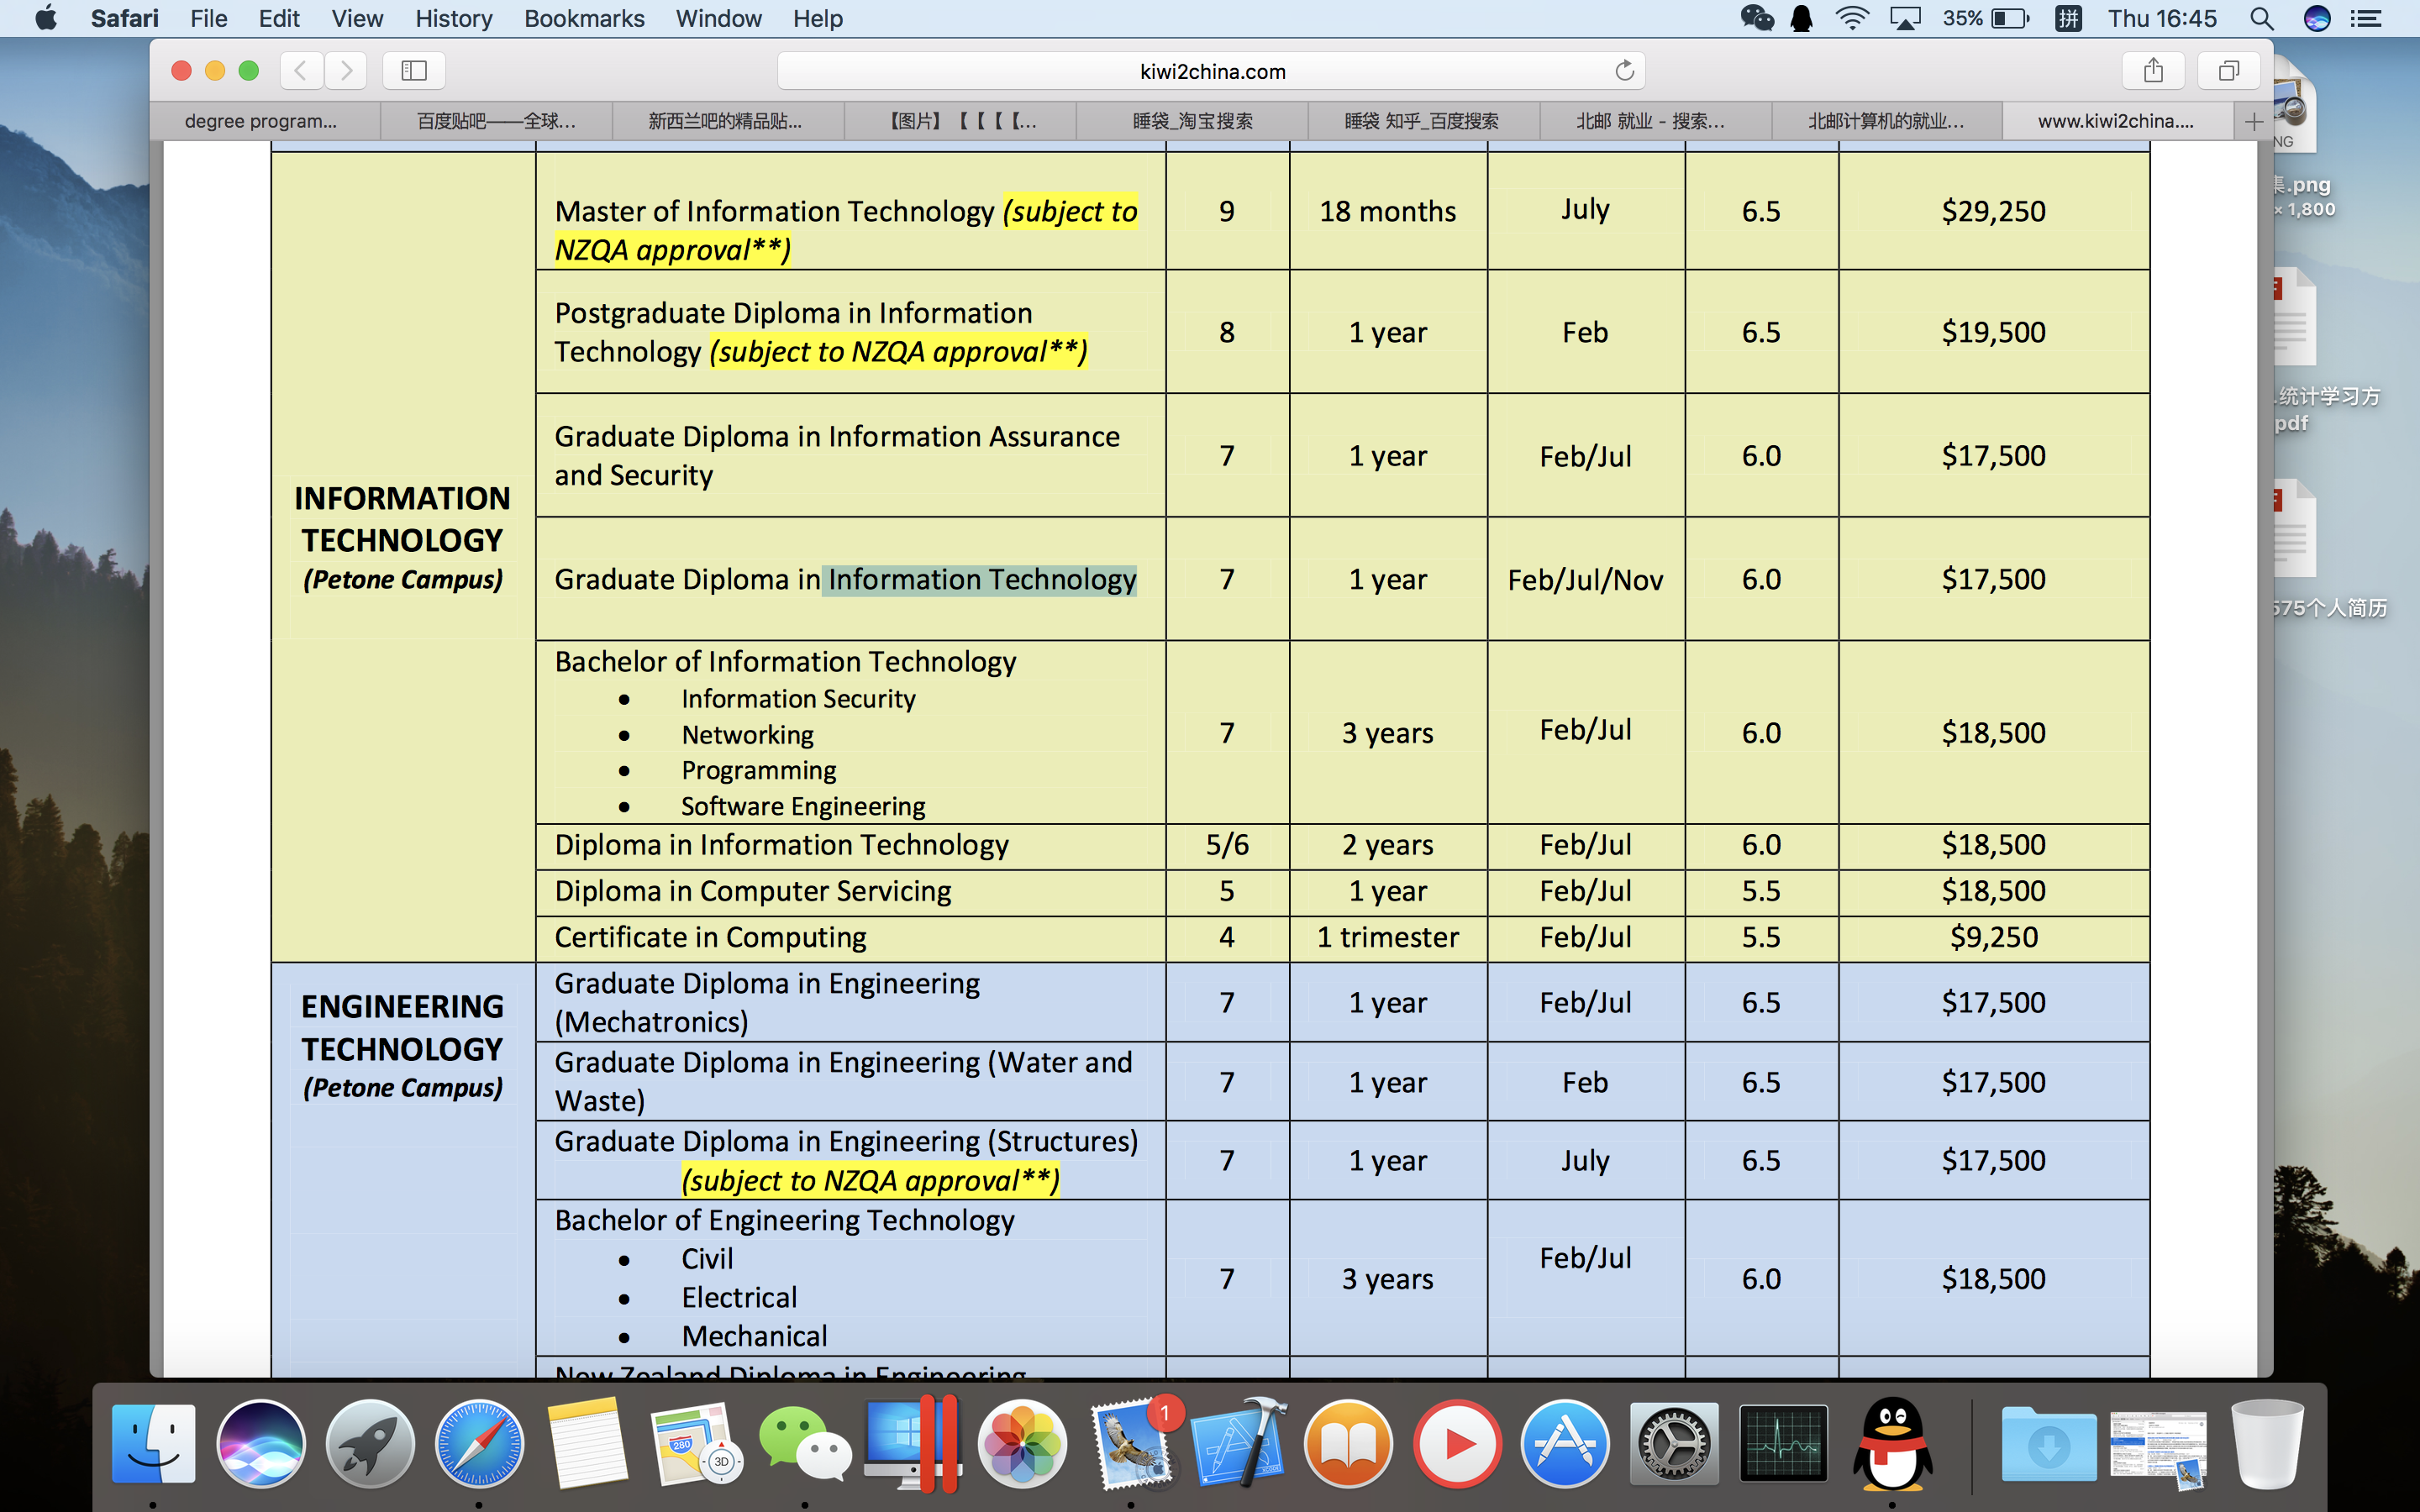 Safari File Edit View History Bookmarks Window Help 35% 拼 Thu 16:45
kiwi2china.com
degree program... 百度贴吧——全球... 新西兰吧的精品贴... 【图片】【【【【... 睡袋_淘宝搜索 睡袋 知乎_百度搜索 北邮 就业 - 搜索... 北邮计算机的就业... www.kiwi2china....
NG
集.png
× 1,800
.统计学习方
pdf
575个人简历
INFORMATION
TECHNOLOGY
(Petone Campus)
Master of Information Technology (subject to
NZQA approval**) 9 18 months July 6.5 $29,250
Postgraduate Diploma in Information
Technology (subject to NZQA approval**) 8 1 year Feb 6.5 $19,500
Graduate Diploma in Information Assurance
and Security 7 1 year Feb/Jul 6.0 $17,500
Graduate Diploma in Information Technology 7 1 year Feb/Jul/Nov 6.0 $17,500
Bachelor of Information Technology
• Information Security
• Networking
• Programming
• Software Engineering
7 3 years Feb/Jul 6.0 $18,500
Diploma in Information Technology 5/6 2 years Feb/Jul 6.0 $18,500
Diploma in Computer Servicing 5 1 year Feb/Jul 5.5 $18,500
Certificate in Computing 4 1 trimester Feb/Jul 5.5 $9,250
ENGINEERING
TECHNOLOGY
(Petone Campus)
Graduate Diploma in Engineering
(Mechatronics) 7 1 year Feb/Jul 6.5 $17,500
Graduate Diploma in Engineering (Water and
Waste) 7 1 year Feb 6.5 $17,500
Graduate Diploma in Engineering (Structures)
(subject to NZQA approval**) 7 1 year July 6.5 $17,500
Bachelor of Engineering Technology
• Civil
• Electrical
• Mechanical
7 3 years Feb/Jul 6.0 $18,500
New Zealand Diploma in Engineering
280
3D
1